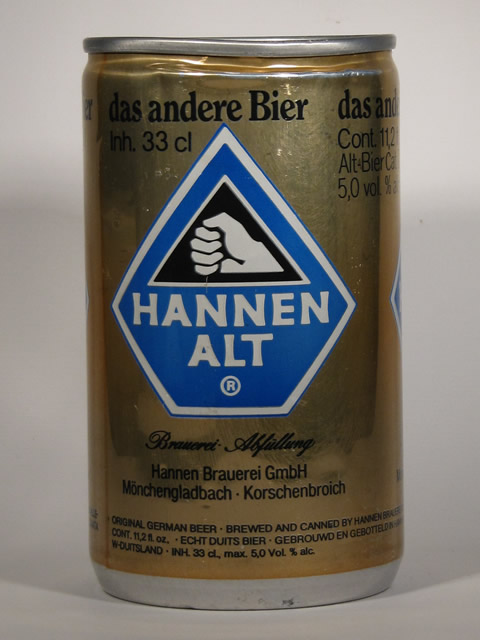 das andere Bier
Inh. 33 cl
HANNEN
ALT
®
Brauerei-Abfüllung
Hannen Brauerei GmbH
Mönchengladbach · Korschenbroich
ORIGINAL GERMAN BEER · BREWED AND CANNED BY HANNEN
CONT. 11,2 fl. oz. · ECHT DUITS BIER · GEBROUWD EN GEBOTTELD
W-DUITSLAND · INH. 33 cl., max. 5,0 Vol. % alc.
er
das and
Cont. 11,2
Alt-Bier
5,0 vol. %